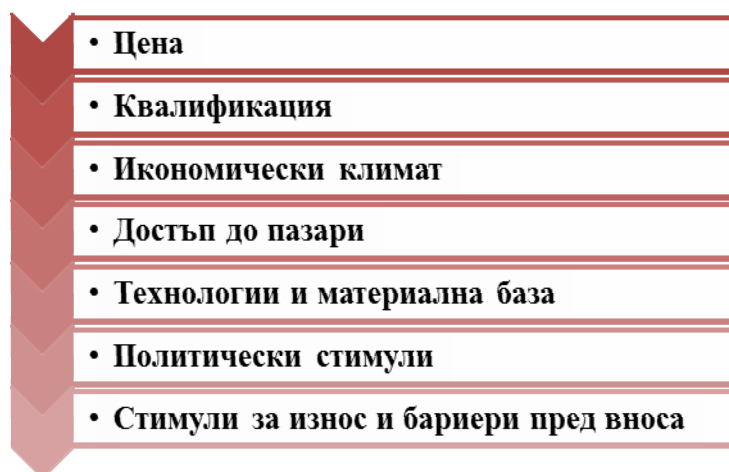 • Цена
• Квалификация
• Икономически климат
• Достъп до пазари
• Технологии и материална база
• Политически стимули
• Стимули за износ и бариери пред вноса